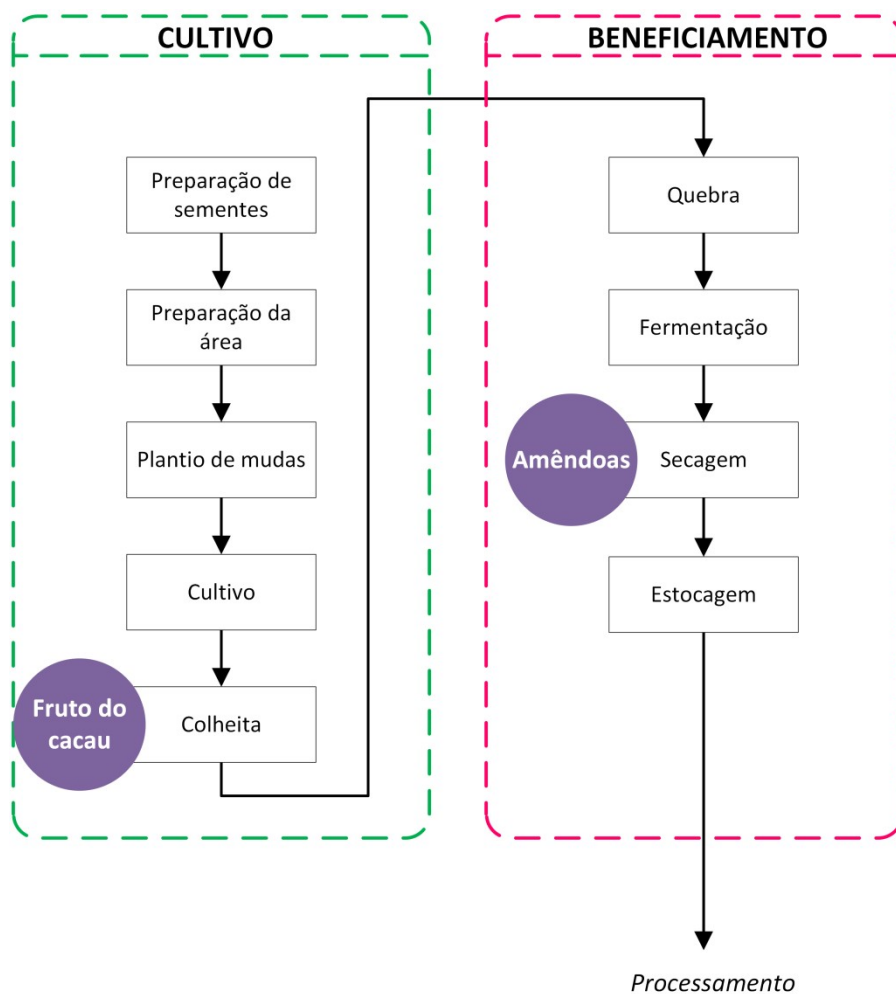 CULTIVO
Preparação de
sementes
Preparação da
área
Plantio de mudas
Cultivo
Fruto do
cacau
Colheita
BENEFICIAMENTO
Quebra
Fermentação
Amêndoas
Secagem
Estocagem
Processamento